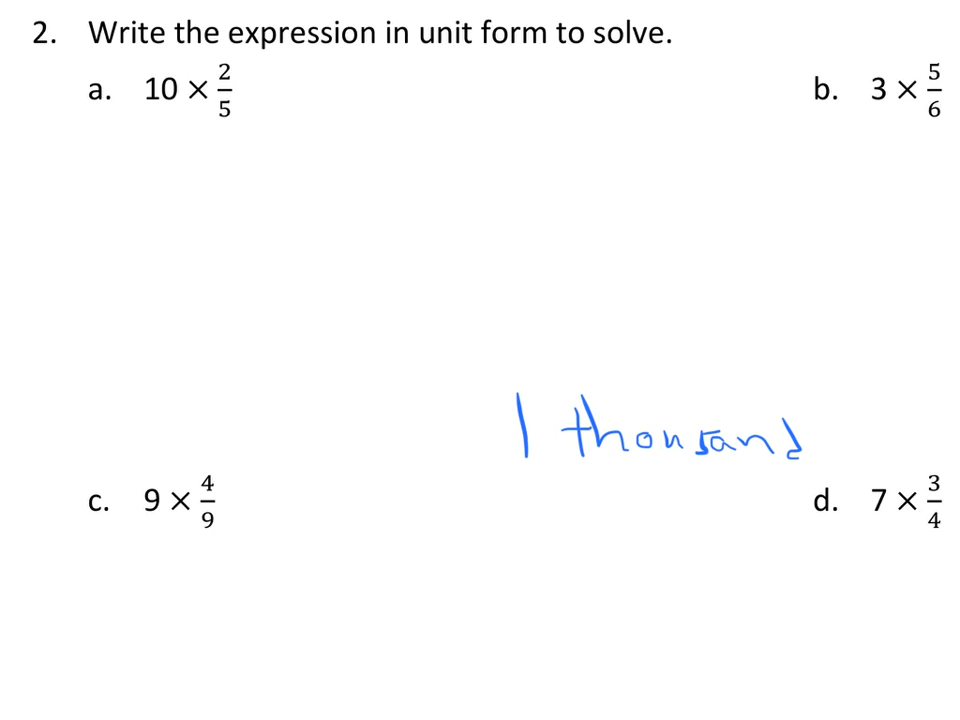 2. Write the expression in unit form to solve.
a. 10 × 2/5
b. 3 × 5/6
1 thousand
c. 9 × 4/9
d. 7 × 3/4